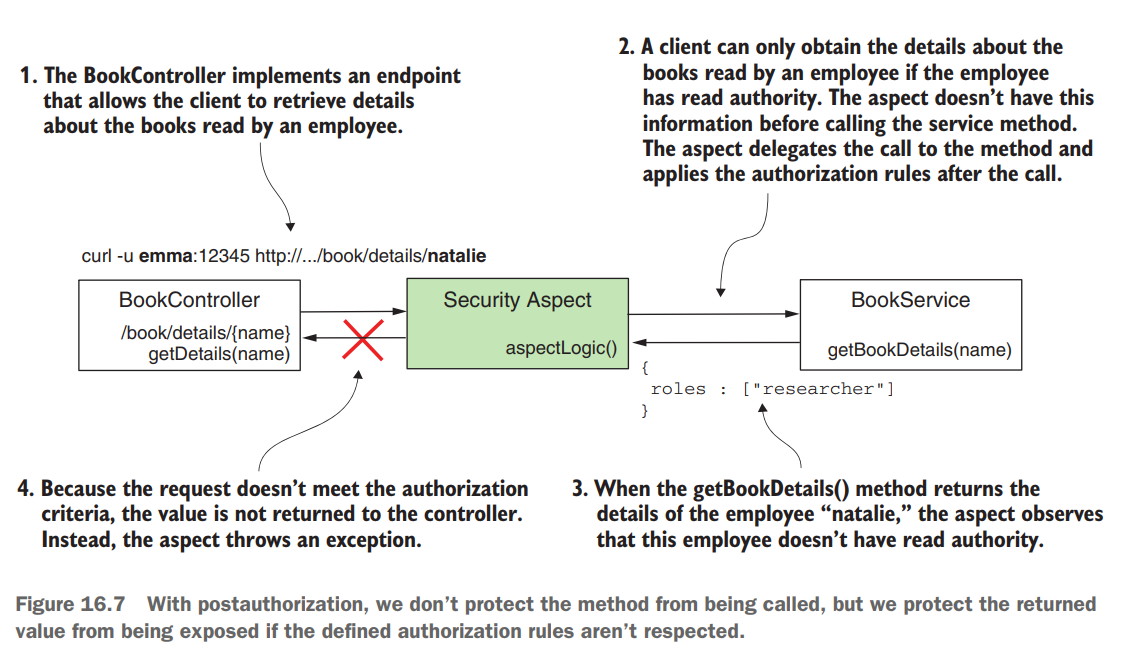 1. The BookController implements an endpoint
that allows the client to retrieve details
about the books read by an employee.
2. A client can only obtain the details about the
books read by an employee if the employee
has read authority. The aspect doesn’t have this
information before calling the service method.
The aspect delegates the call to the method and
applies the authorization rules after the call.
curl -u emma:12345 http://.../book/details/natalie
BookController
/book/details/{name}
getDetails(name)
Security Aspect
aspectLogic()
BookService
getBookDetails(name)
{
roles : ["researcher"]
}
4. Because the request doesn’t meet the authorization
criteria, the value is not returned to the controller.
Instead, the aspect throws an exception.
3. When the getBookDetails() method returns the
details of the employee “natalie,” the aspect observes
that this employee doesn’t have read authority.
Figure 16.7 With postauthorization, we don’t protect the method from being called, but we protect the returned
value from being exposed if the defined authorization rules aren’t respected.